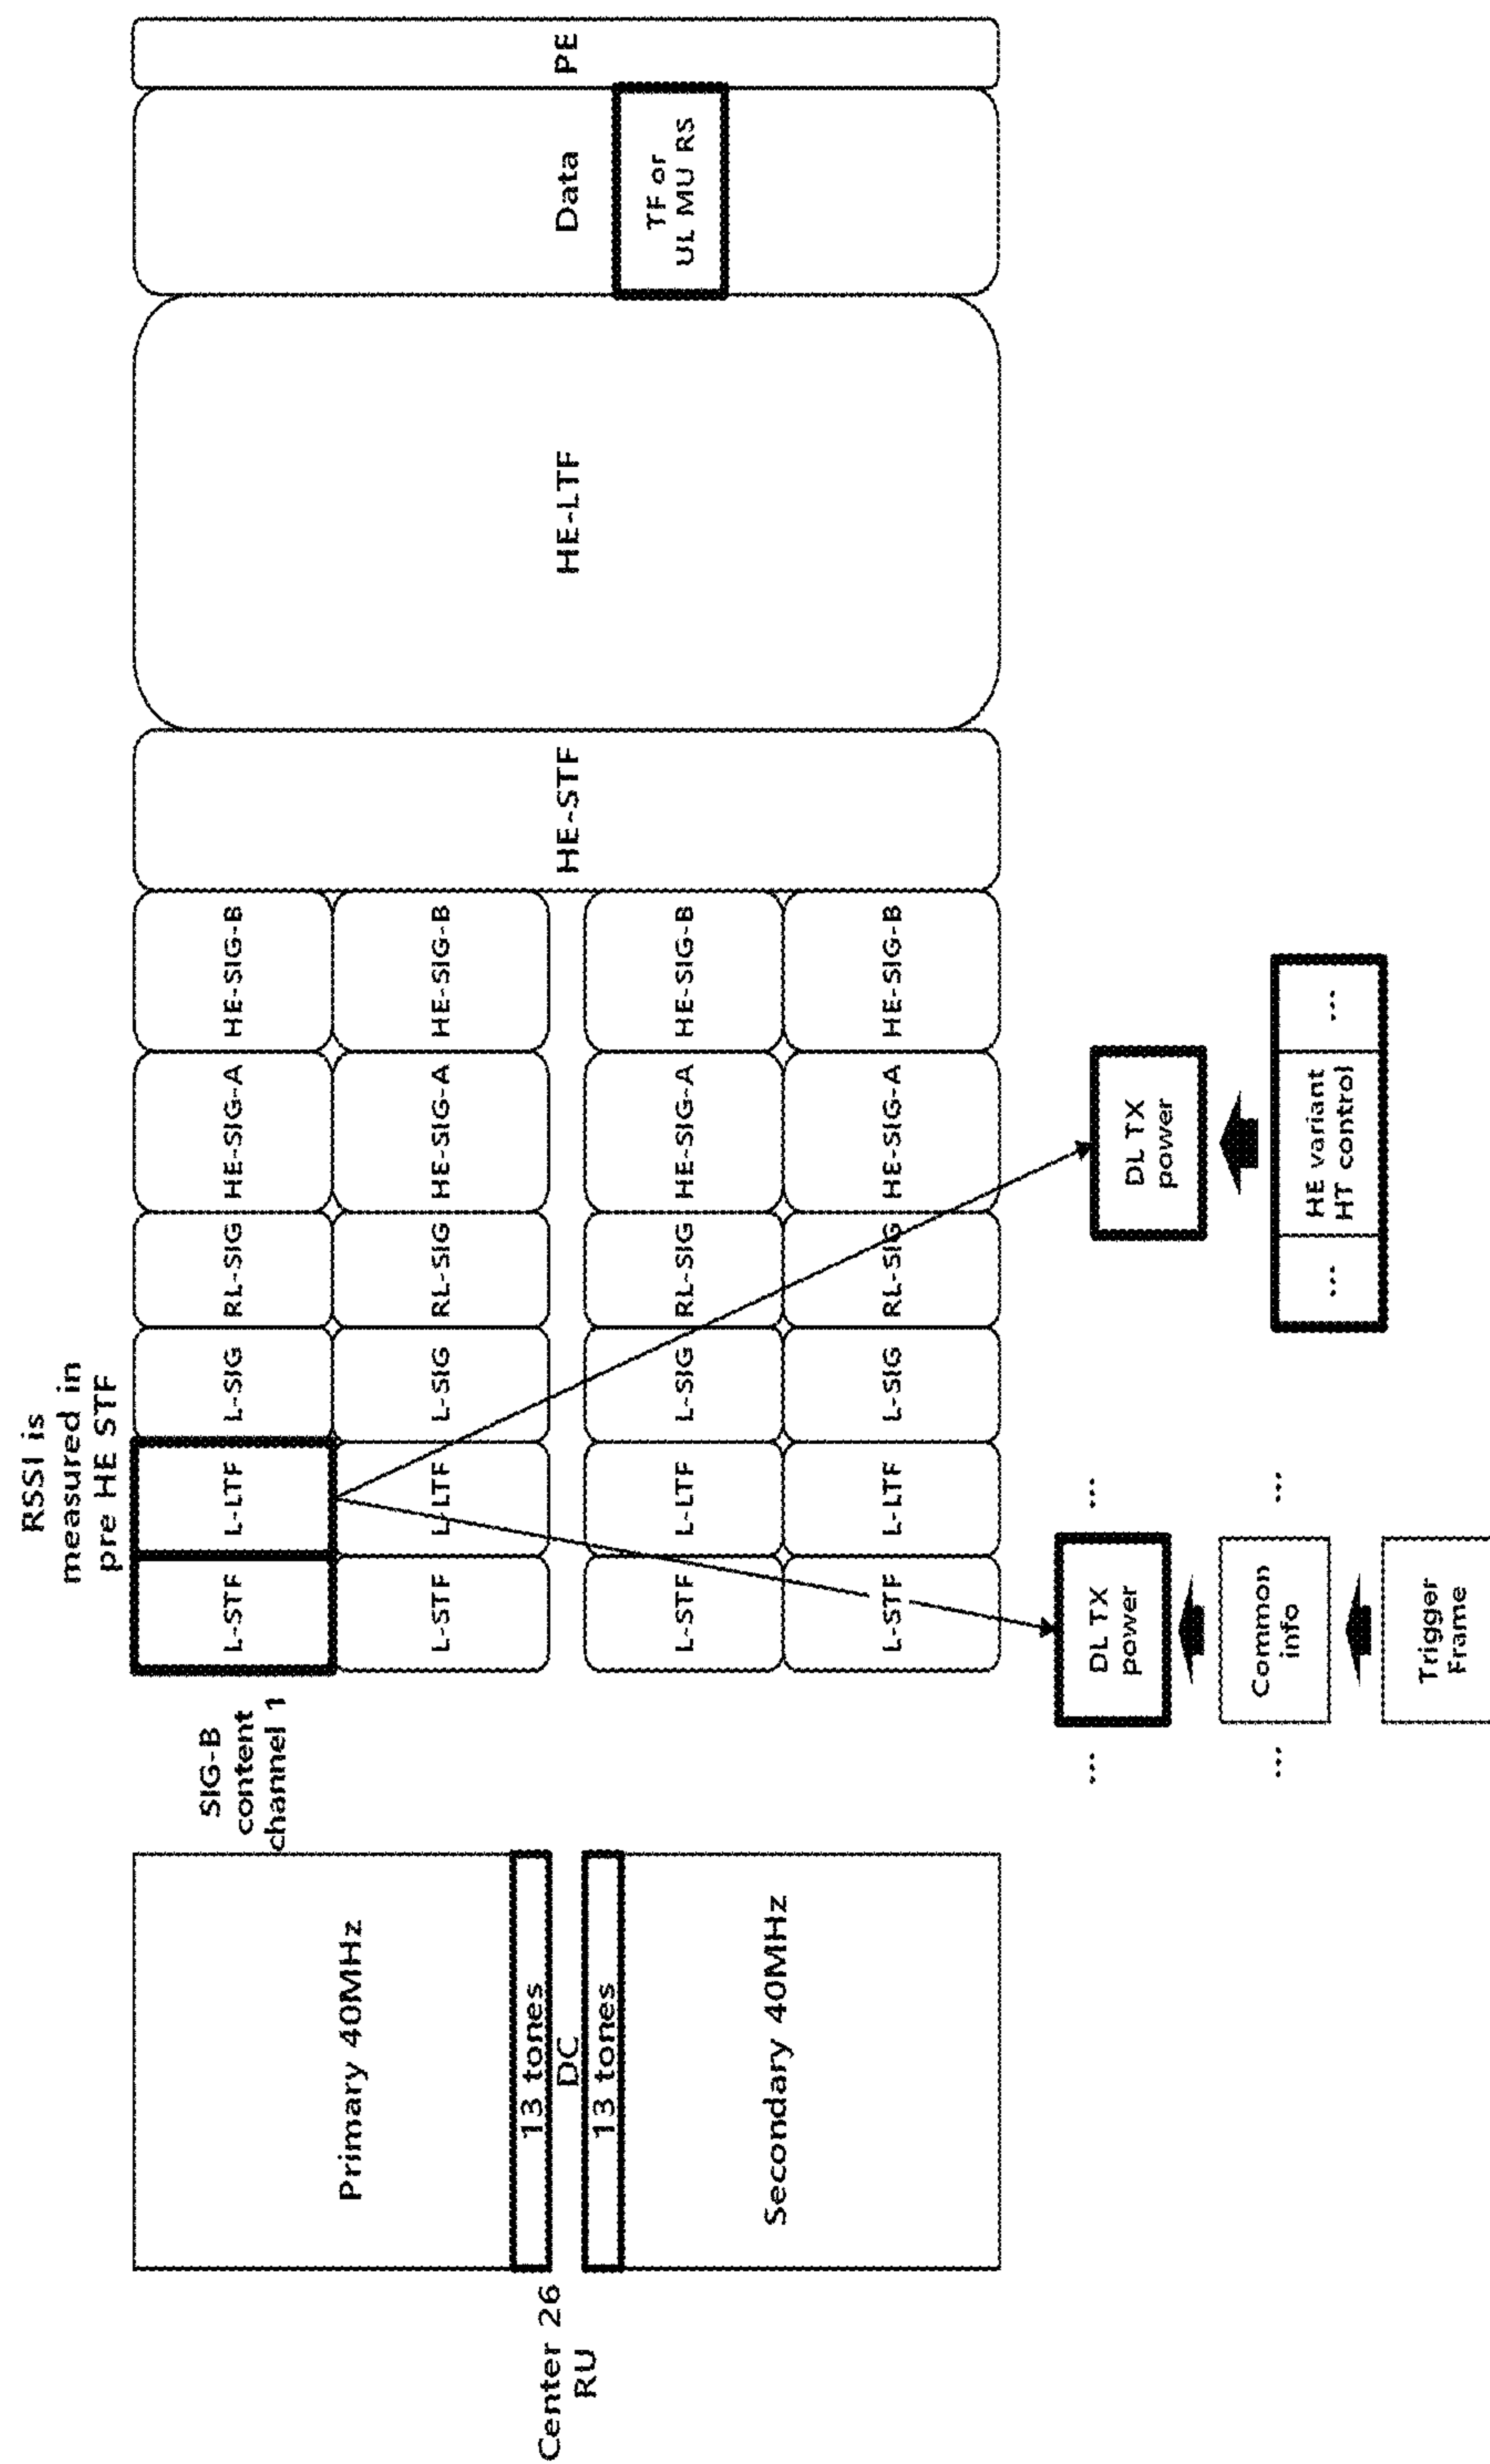 RSSI is
measured in
pre HE STF
SIG-B
content
channel 1
Center 26
RU
Primary 40MHz
13 tones
DC
13 tones
Secondary 40MHz
L-STF
L-LTF
L-SIG
RL-SIG
HE-SIG-A
HE-SIG-B
L-STF
L-LTF
L-SIG
RL-SIG
HE-SIG-A
HE-SIG-B
L-STF
L-LTF
L-SIG
RL-SIG
HE-SIG-A
HE-SIG-B
L-STF
L-LTF
L-SIG
RL-SIG
HE-SIG-A
HE-SIG-B
HE-STF
HE-LTF
Data
TF or
UL MU RS
PE
...
DL TX
power
...
...
Common
info
...
Trigger
Frame
DL TX
power
...
HE variant
HT control
...